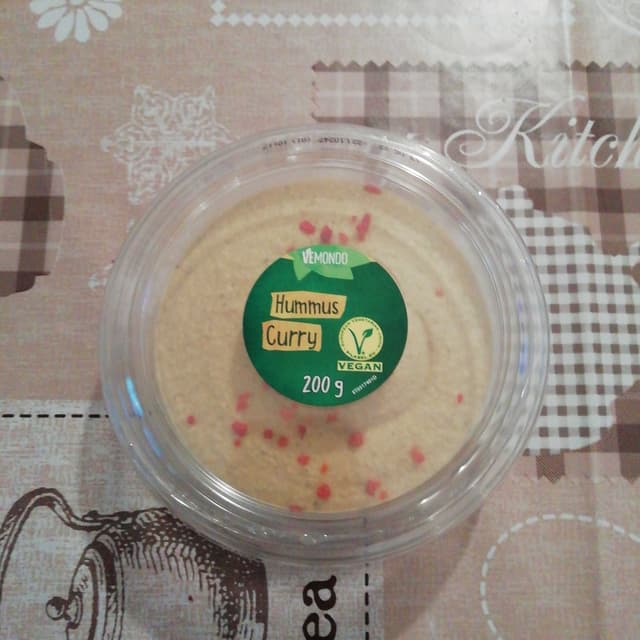 Kitch
VEMONDO
Hummus
Curry
VEGAN
200 g
ea